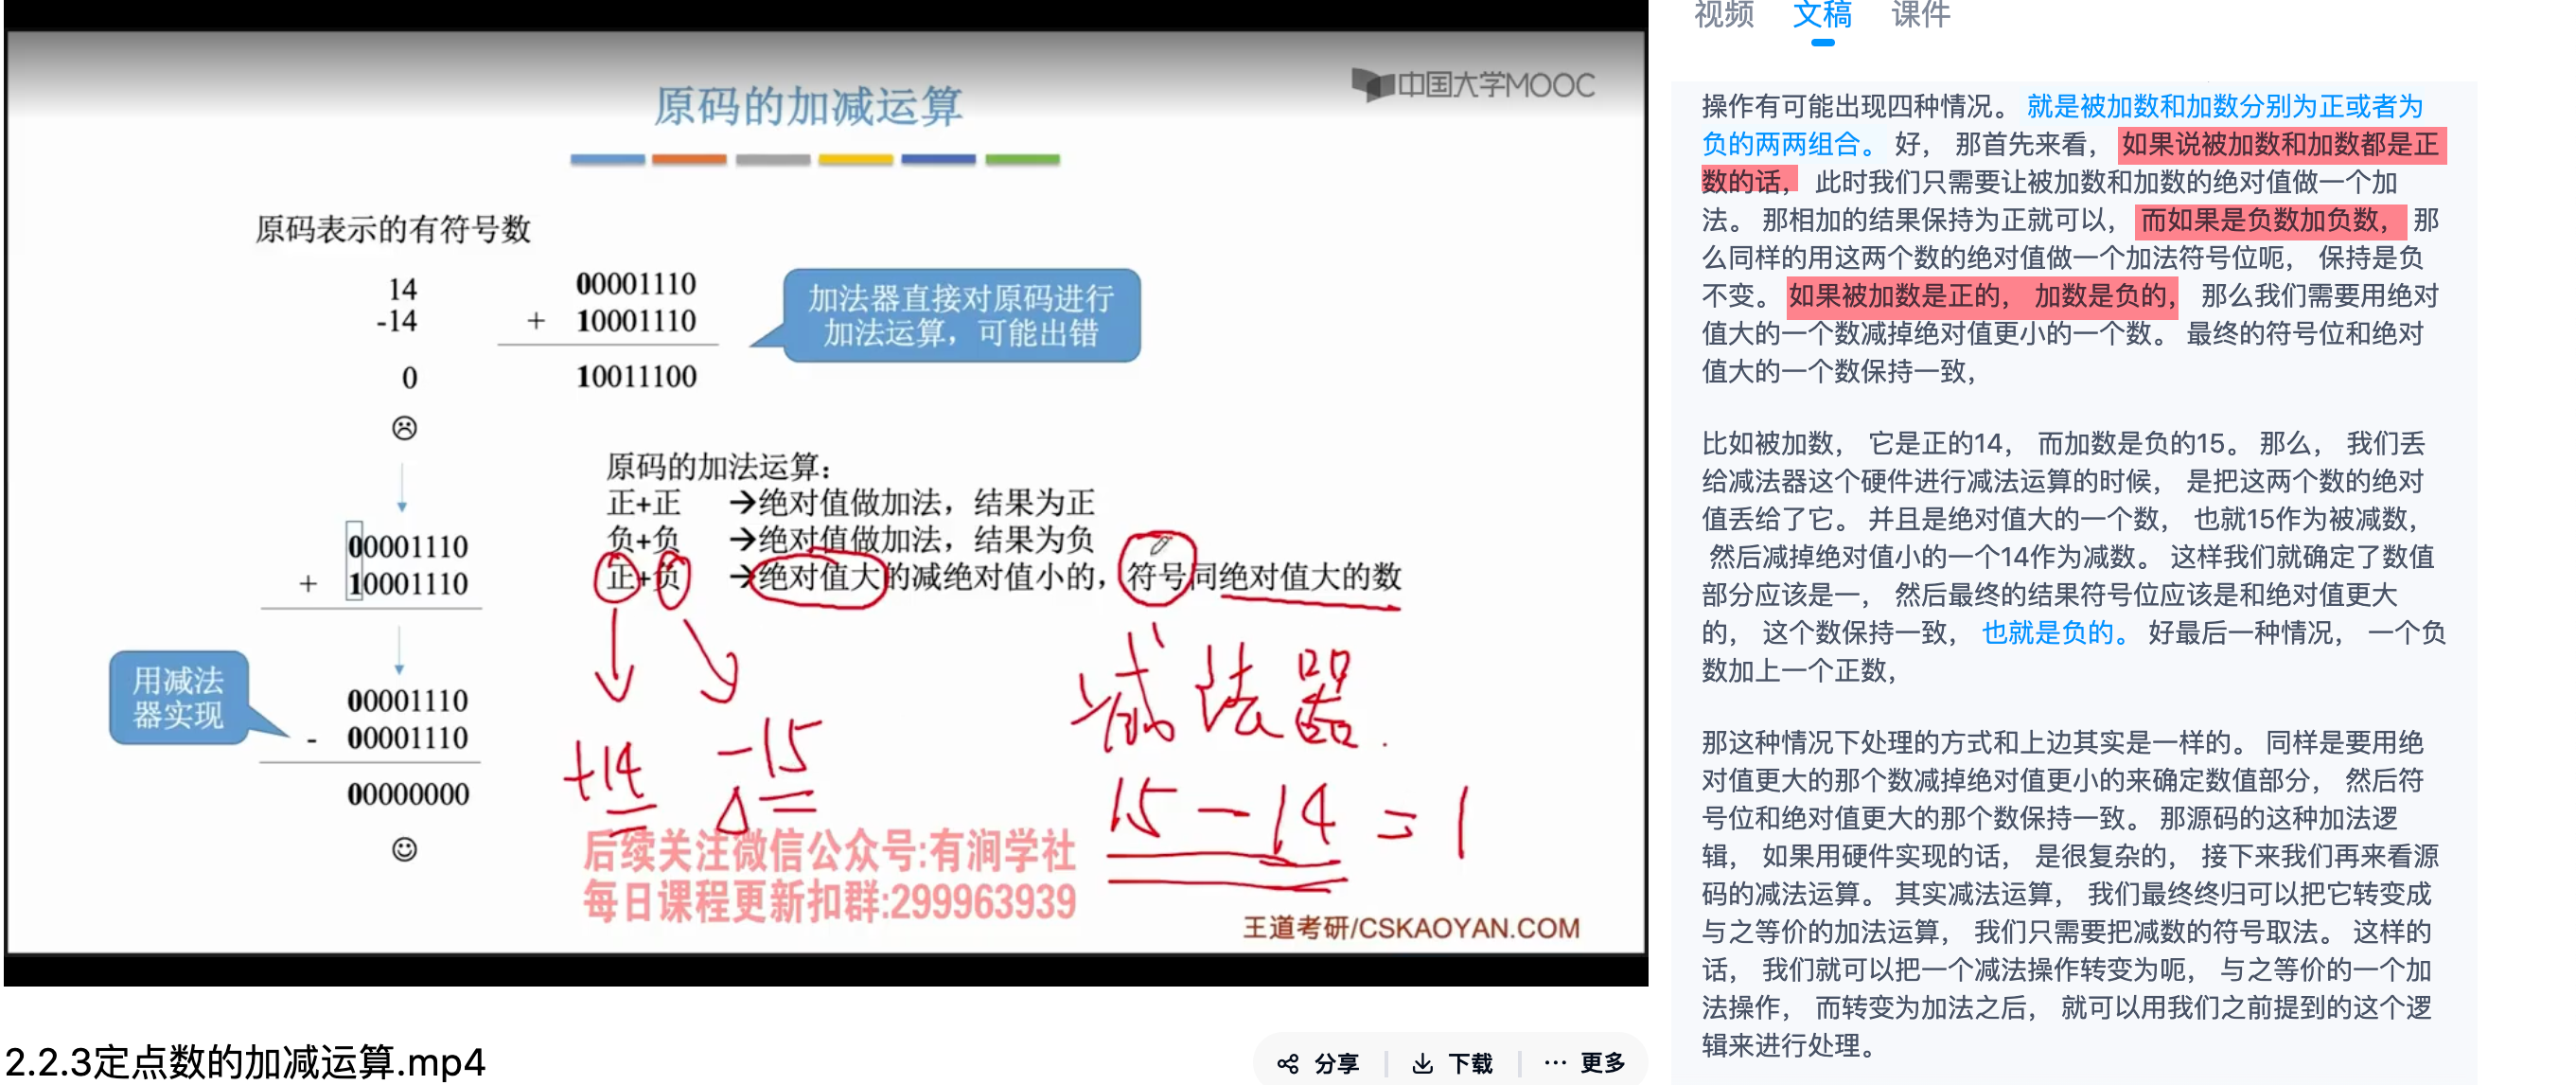 中国大学MOOC
原码的加减运算
原码表示的有符号数
14
-14
0
00001110
+ 10001110
10011100
加法器直接对原码进行
加法运算，可能出错
00001110
+ 10001110
用减法
器实现
00001110
- 00001110
00000000
原码的加法运算：
正+正 →绝对值做加法，结果为正
负+负 →绝对值做加法，结果为负
正+负 →绝对值大的减绝对值小的，符号同绝对值大的数
减法器.
+14
-15
15-14=1
后续关注微信公众号:有涧学社
每日课程更新扣群:299963939
王道考研/CSKAOYAN.COM
2.2.3定点数的加减运算.mp4
分享
下载
··· 更多
视频 文稿 课件
操作有可能出现四种情况。 就是被加数和加数分别为正或者为
负的两两组合。 好， 那首先来看， 如果说被加数和加数都是正
数的话， 此时我们只需要让被加数和加数的绝对值做一个加
法。 那相加的结果保持为正就可以， 而如果是负数加负数， 那
么同样的用这两个数的绝对值做一个加法符号位呃， 保持是负
不变。 如果被加数是正的， 加数是负的， 那么我们需要用绝对
值大的一个数减掉绝对值更小的一个数。 最终的符号位和绝对
值大的一个数保持一致，
比如被加数， 它是正的14， 而加数是负的15。 那么， 我们丢
给减法器这个硬件进行减法运算的时候， 是把这两个数的绝对
值丢给了它。 并且是绝对值大的一个数， 也就15作为被减数，
然后减掉绝对值小的一个14作为减数。 这样我们就确定了数值
部分应该是一， 然后最终的结果符号位应该是和绝对值更大
的， 这个数保持一致， 也就是负的。 好最后一种情况， 一个负
数加上一个正数，
那这种情况下处理的方式和上边其实是一样的。 同样是要用绝
对值更大的那个数减掉绝对值更小的来确定数值部分， 然后符
号位和绝对值更大的那个数保持一致。 那源码的这种加法逻
辑， 如果用硬件实现的话， 是很复杂的， 接下来我们再来看源
码的减法运算。 其实减法运算， 我们最终终归可以把它转变成
与之等价的加法运算， 我们只需要把减数的符号取法。 这样的
话， 我们就可以把一个减法操作转变为呃， 与之等价的一个加
法操作， 而转变为加法之后， 就可以用我们之前提到的这个逻
辑来进行处理。